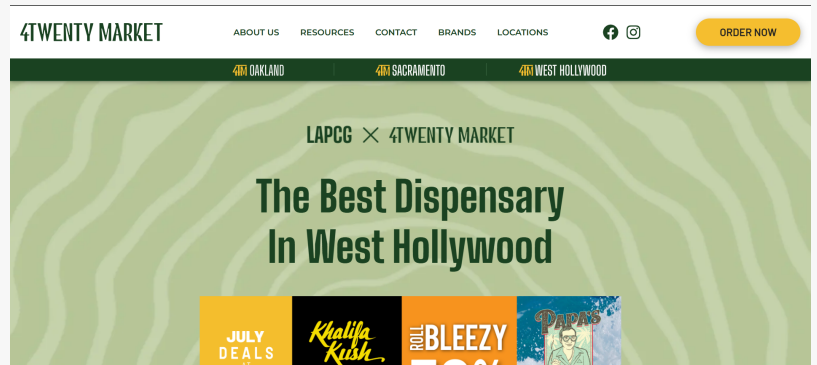 4TWENTY MARKET
ABOUT US RESOURCES CONTACT BRANDS LOCATIONS
ORDER NOW
4TM OAKLAND 4TM SACRAMENTO 4TM WEST HOLLYWOOD
LAPCG X 4TWENTY MARKET
The Best Dispensary
In West Hollywood
JULY
DEALS
Khalifa
Kush
ROLL BLEEZY
PAPA'S